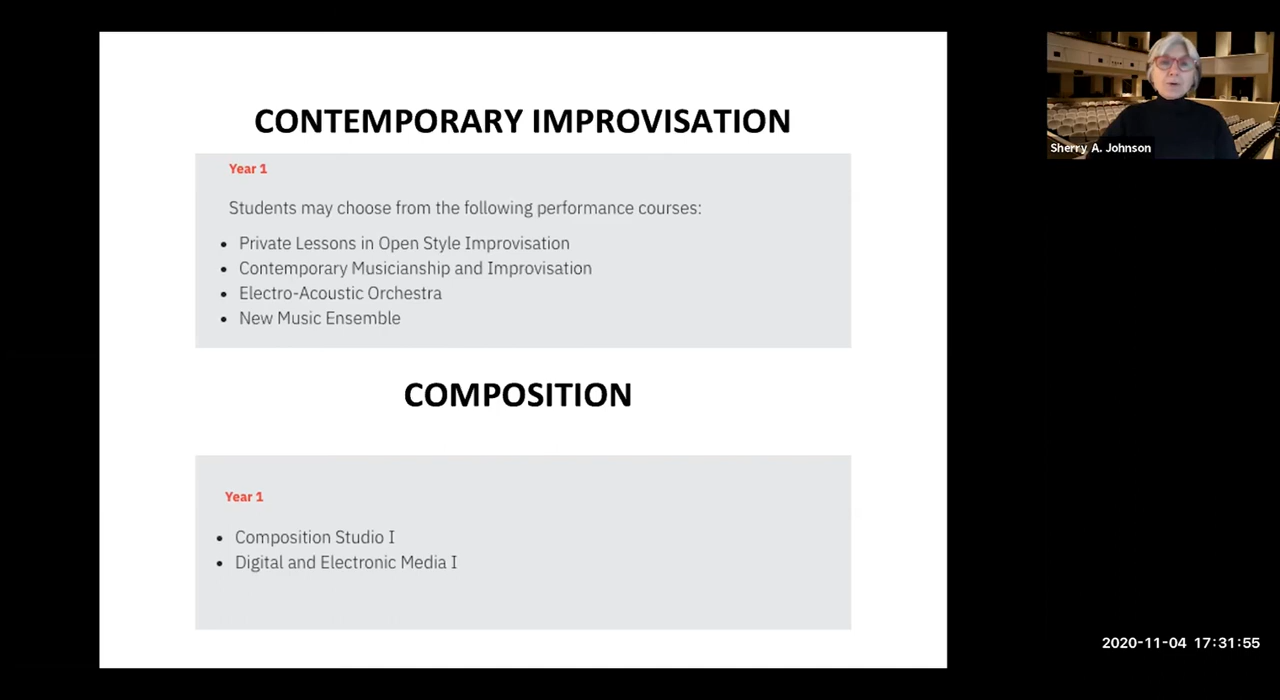 CONTEMPORARY IMPROVISATION
Year 1
Students may choose from the following performance courses:
• Private Lessons in Open Style Improvisation
• Contemporary Musicianship and Improvisation
• Electro-Acoustic Orchestra
• New Music Ensemble
COMPOSITION
Year 1
• Composition Studio I
• Digital and Electronic Media I
Sherry A. Johnson
2020-11-04 17:31:55